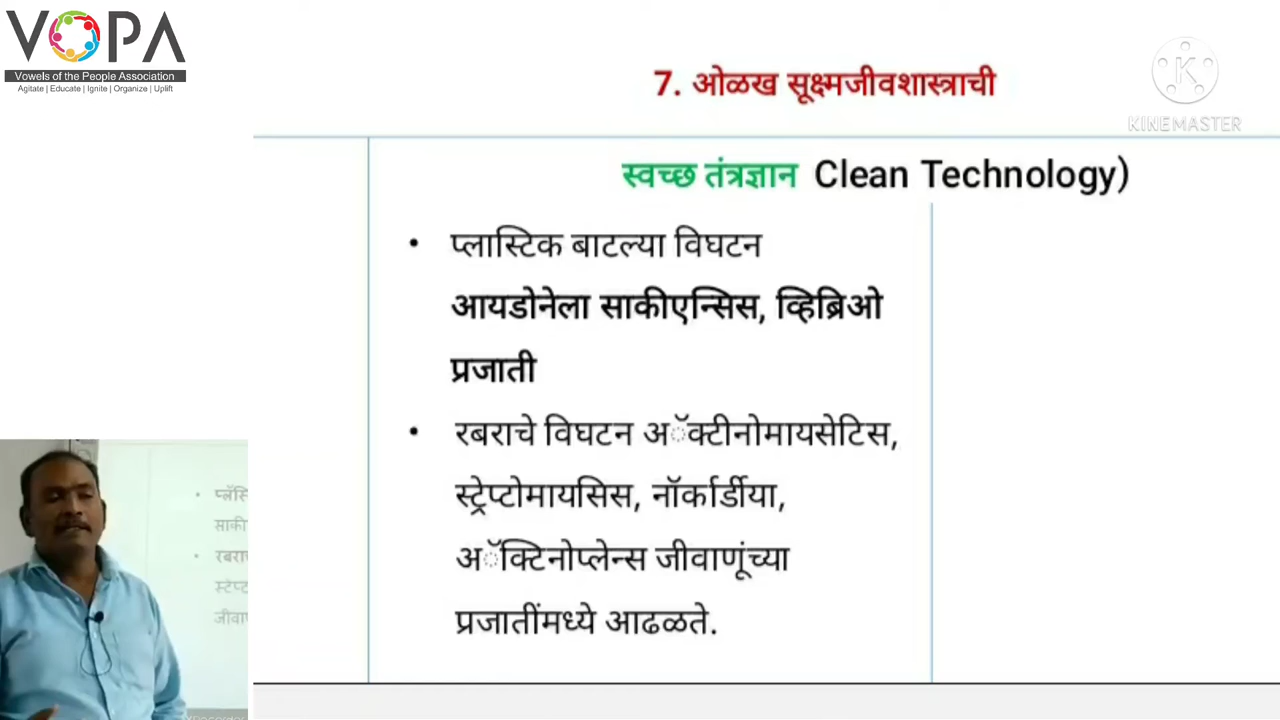 VOPA
Vowels of the People Association
Agitate | Educate | Ignite | Organize | Uplift
7. ओळख सूक्ष्मजीवशास्त्राची
KINEMASTER
स्वच्छ तंत्रज्ञान Clean Technology)
• प्लास्टिक बाटल्या विघटन
आयडोनेला साकीएन्सिस, व्हिब्रिओ
प्रजाती
• रबराचे विघटन अॅक्टीनोमायसेटिस,
स्ट्रेप्टोमायसिस, नॉर्कार्डीया,
अॅक्टिनोप्लेन्स जीवाणूंच्या
प्रजातींमध्ये आढळते.
साकी
रबरा
जीवा